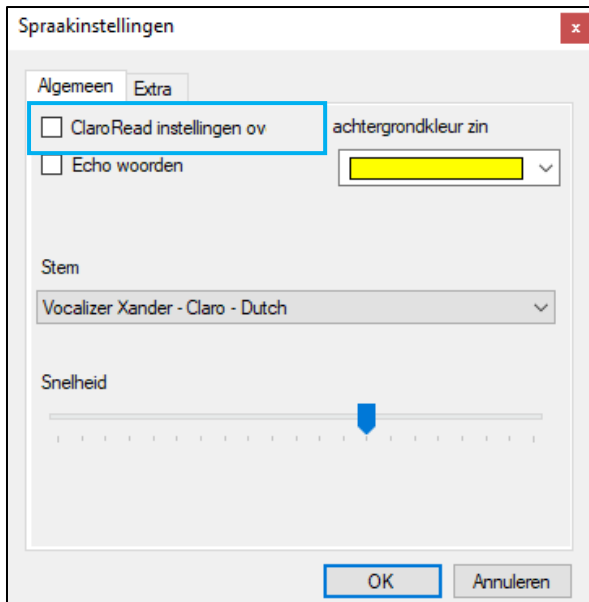 Spraakinstellingen
x
Algemeen Extra
ClaroRead instellingen ov achtergrondkleur zin
Echo woorden
Stem
Vocalizer Xander - Claro - Dutch
Snelheid
OK Annuleren